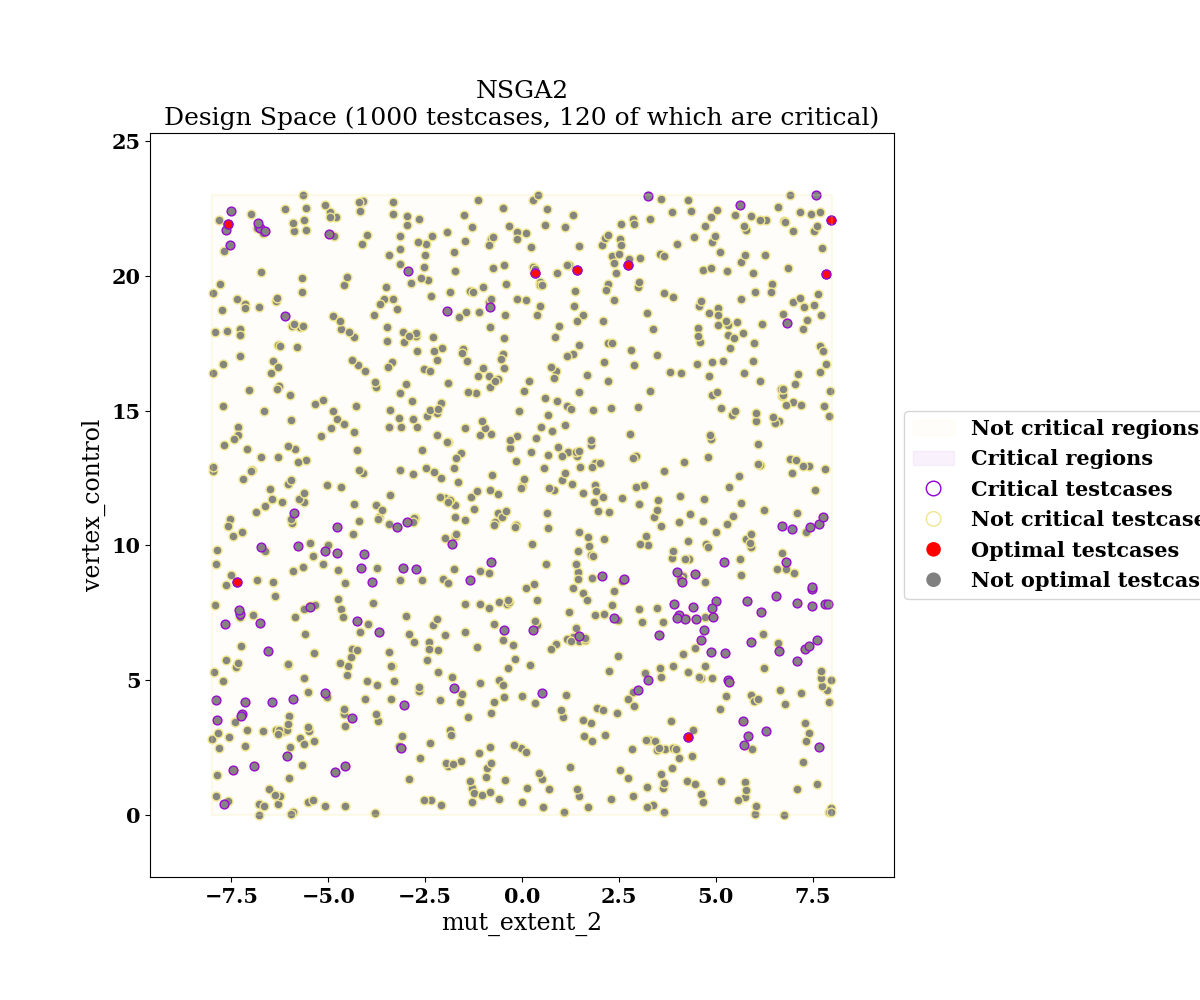 NSGA2
Design Space (1000 testcases, 120 of which are critical)
25
20
15
10
5
0
vertex_control
−7.5 −5.0 −2.5 0.0 2.5 5.0 7.5
mut_extent_2
Not critical regions
Critical regions
Critical testcases
Not critical testcase
Optimal testcases
Not optimal testcas